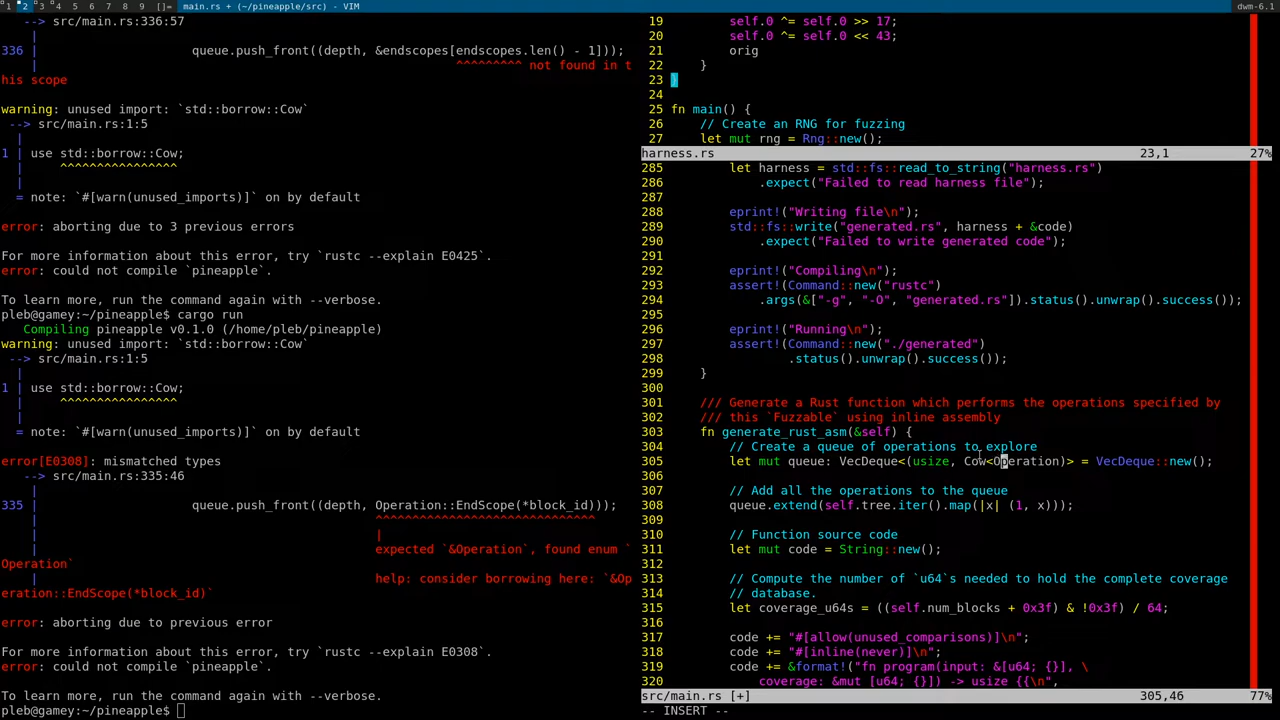 1 2 3 4 5 6 7 8 9 []= main.rs + (~/pineapple/src) - VIM dwm-6.1
--> src/main.rs:336:57
|
336 | queue.push_front((depth, &endscopes[endscopes.len() - 1]));
| ^^^^^^^^^ not found in t
his scope
warning: unused import: `std::borrow::Cow`
--> src/main.rs:1:5
|
1 | use std::borrow::Cow;
| ^^^^^^^^^^^^^^^^
|
= note: `#[warn(unused_imports)]` on by default
error: aborting due to 3 previous errors
For more information about this error, try `rustc --explain E0425`.
error: could not compile `pineapple`.
To learn more, run the command again with --verbose.
pleb@gamey:~/pineapple$ cargo run
Compiling pineapple v0.1.0 (/home/pleb/pineapple)
warning: unused import: `std::borrow::Cow`
--> src/main.rs:1:5
|
1 | use std::borrow::Cow;
| ^^^^^^^^^^^^^^^^
|
= note: `#[warn(unused_imports)]` on by default
error[E0308]: mismatched types
--> src/main.rs:335:46
|
335 | queue.push_front((depth, Operation::EndScope(*block_id)));
| ^^^^^^^^^^^^^^^^^^^^^^^^^^^^^
| |
| expected `&Operation`, found enum `
Operation`
| help: consider borrowing here: `&Op
eration::EndScope(*block_id)`
error: aborting due to previous error
For more information about this error, try `rustc --explain E0308`.
error: could not compile `pineapple`.
To learn more, run the command again with --verbose.
pleb@gamey:~/pineapple$
19 self.0 ^= self.0 >> 17;
20 self.0 ^= self.0 << 43;
21 orig
22 }
23 }
24
25 fn main() {
26 // Create an RNG for fuzzing
27 let mut rng = Rng::new();
harness.rs 23,1 27%
285 let harness = std::fs::read_to_string("harness.rs")
286 .expect("Failed to read harness file");
287
288 eprint!("Writing file\n");
289 std::fs::write("generated.rs", harness + &code)
290 .expect("Failed to write generated code");
291
292 eprint!("Compiling\n");
293 assert!(Command::new("rustc")
294 .args(&["-g", "-O", "generated.rs"]).status().unwrap().success());
295
296 eprint!("Running\n");
297 assert!(Command::new("./generated")
298 .status().unwrap().success());
299 }
300
301 /// Generate a Rust function which performs the operations specified by
302 /// this `Fuzzable` using inline assembly
303 fn generate_rust_asm(&self) {
304 // Create a queue of operations to explore
305 let mut queue: VecDeque<(usize, Cow<Operation)> = VecDeque::new();
306
307 // Add all the operations to the queue
308 queue.extend(self.tree.iter().map(|x| (1, x)));
309
310 // Function source code
311 let mut code = String::new();
312
313 // Compute the number of `u64`s needed to hold the complete coverage
314 // database.
315 let coverage_u64s = ((self.num_blocks + 0x3f) & !0x3f) / 64;
316
317 code += "#[allow(unused_comparisons)]\n";
318 code += "#[inline(never)]\n";
319 code += &format!("fn program(input: &[u64; {}], \
320 coverage: &mut [u64; {}]) -> usize {{\n",
src/main.rs [+] 305,46 77%
-- INSERT --